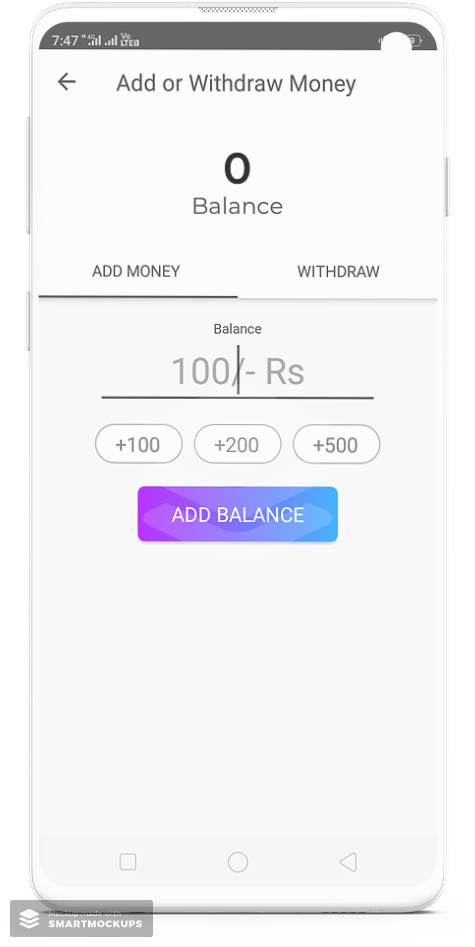 7:47 4G Vo LTE
Add or Withdraw Money
0
Balance
ADD MONEY WITHDRAW
Balance
100/- Rs
+100 +200 +500
ADD BALANCE
Mockup made with
SMARTMOCKUPS